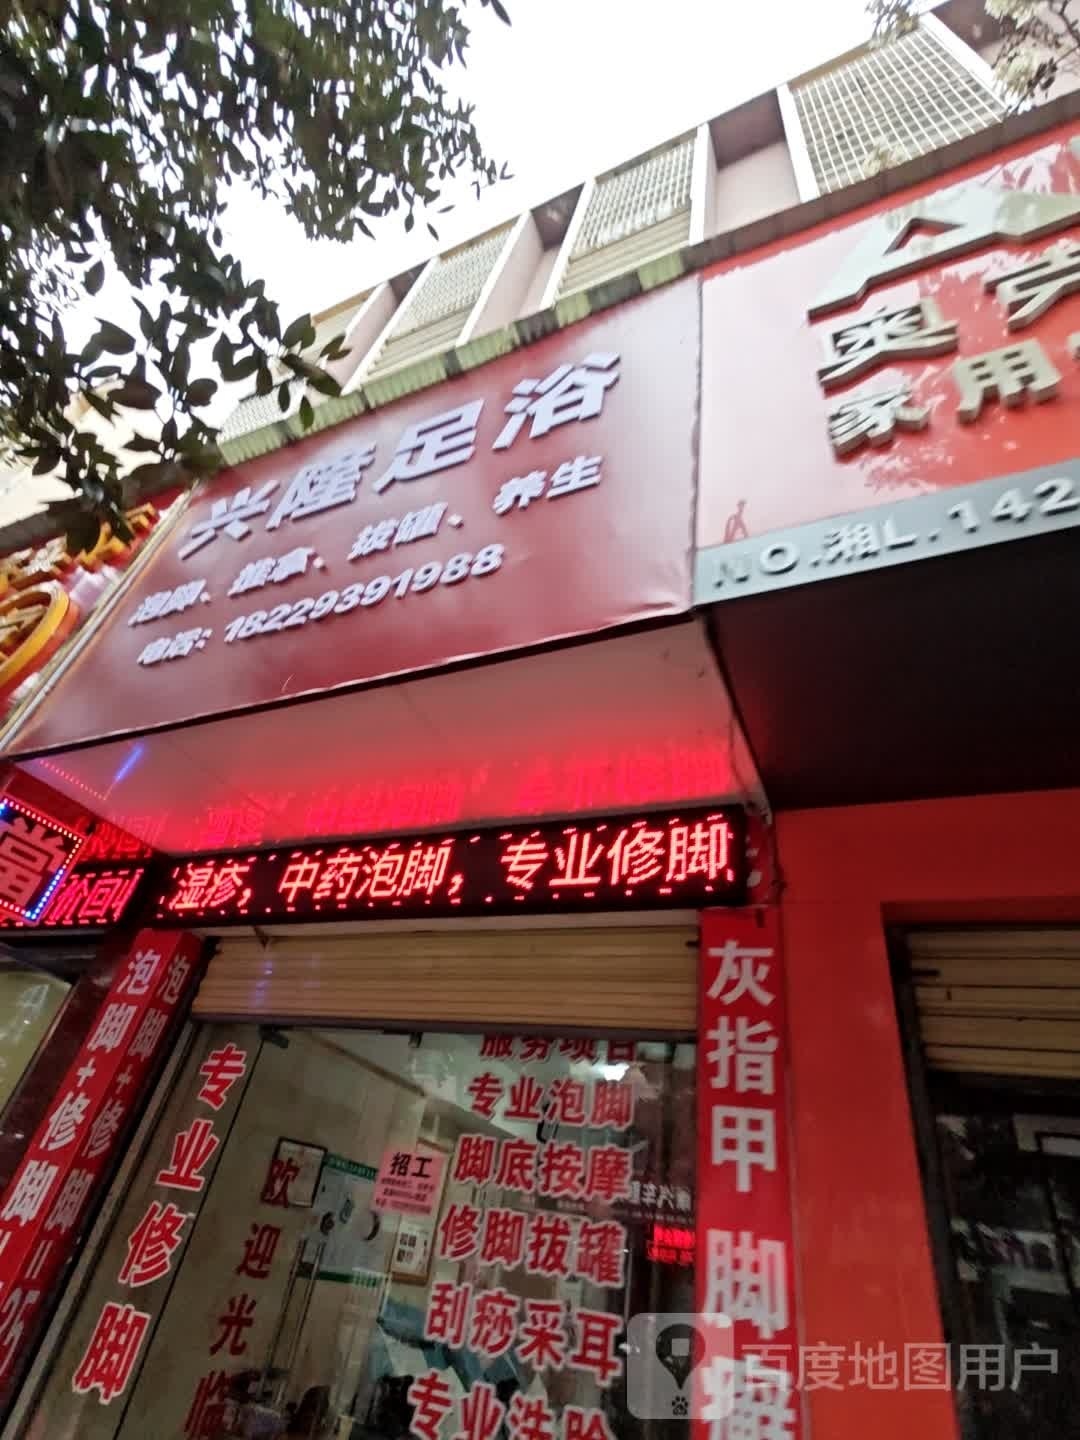 兴隆足浴
泡脚、推拿、拔罐、养生
电话：18229391988
奥克
家用
NO.湘L.142
湿疹，中药泡脚，专业修脚
泡脚+修脚=25
泡脚+修脚=
专业修脚
欢迎光临
招工
服务项目
专业泡脚
脚底按摩
修脚拔罐
刮痧采耳
专业洗脸
灰指甲 脚癣
百度地图用户